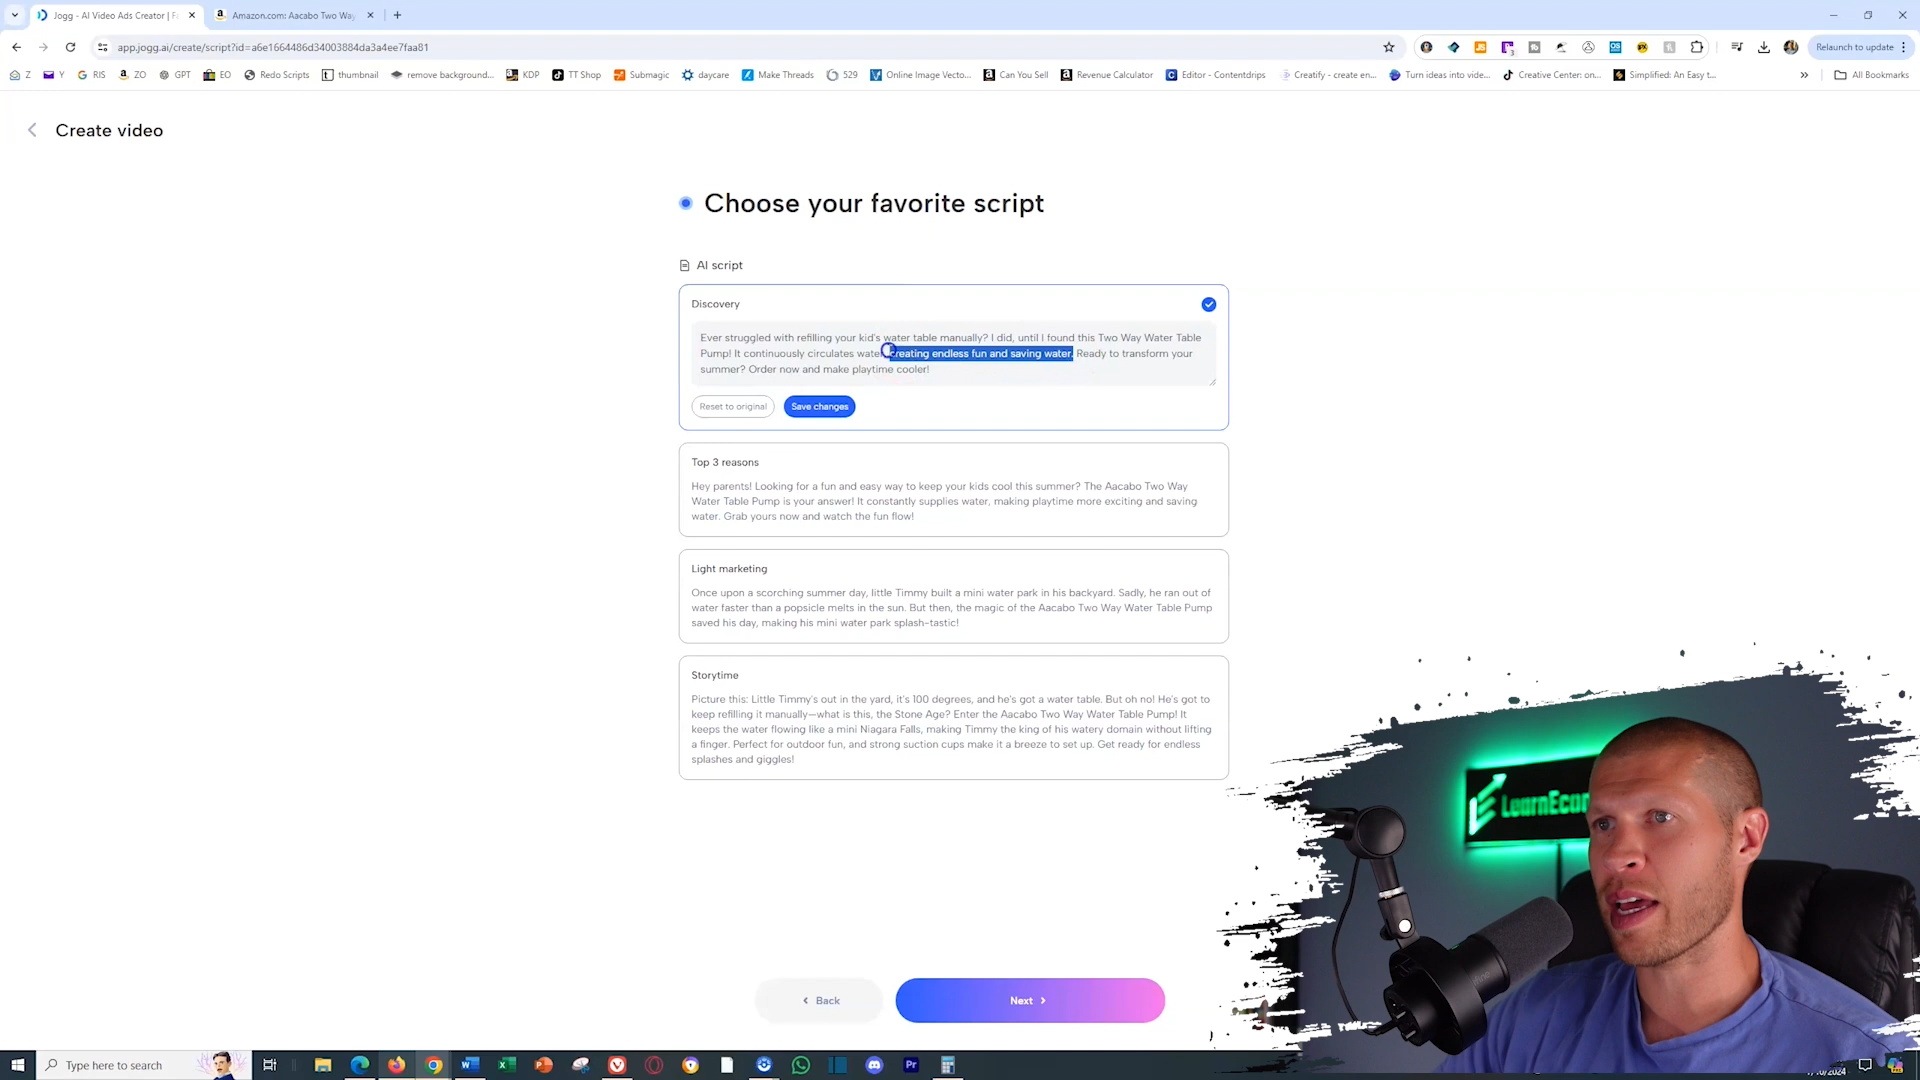 Jogg - AI Video Ads Creator | F
Amazon.com: Aacabo Two Way
app.jogg.ai/create/script?id=a6e1664486d34003884da3a4ee7faa81
Relaunch to update
Z
Y
RIS
ZO
GPT
EO
Redo Scripts
thumbnail
remove background...
KDP
TT Shop
Submagic
daycare
Make Threads
529
Online Image Vecto...
Can You Sell
Revenue Calculator
Editor - Contentdrips
Creatify - create en...
Turn ideas into vide...
Creative Center: on...
Simplified: An Easy t...
All Bookmarks
Create video
Choose your favorite script
AI script
Discovery
Ever struggled with refilling your kid's water table manually? I did, until I found this Two Way Water Table
Pump! It continuously circulates water, creating endless fun and saving water. Ready to transform your
summer? Order now and make playtime cooler!
Reset to original
Save changes
Top 3 reasons
Hey parents! Looking for a fun and easy way to keep your kids cool this summer? The Aacabo Two Way
Water Table Pump is your answer! It constantly supplies water, making playtime more exciting and saving
water. Grab yours now and watch the fun flow!
Light marketing
Once upon a scorching summer day, little Timmy built a mini water park in his backyard. Sadly, he ran out of
water faster than a popsicle melts in the sun. But then, the magic of the Aacabo Two Way Water Table Pump
saved his day, making his mini water park splash-tastic!
Storytime
Picture this: Little Timmy's out in the yard, it's 100 degrees, and he's got a water table. But oh no! He's got to
keep refilling it manually—what is this, the Stone Age? Enter the Aacabo Two Way Water Table Pump! It
keeps the water flowing like a mini Niagara Falls, making Timmy the king of his watery domain without lifting
a finger. Perfect for outdoor fun, and strong suction cups make it a breeze to set up. Get ready for endless
splashes and giggles!
LearnEcom
Back
Next
Type here to search